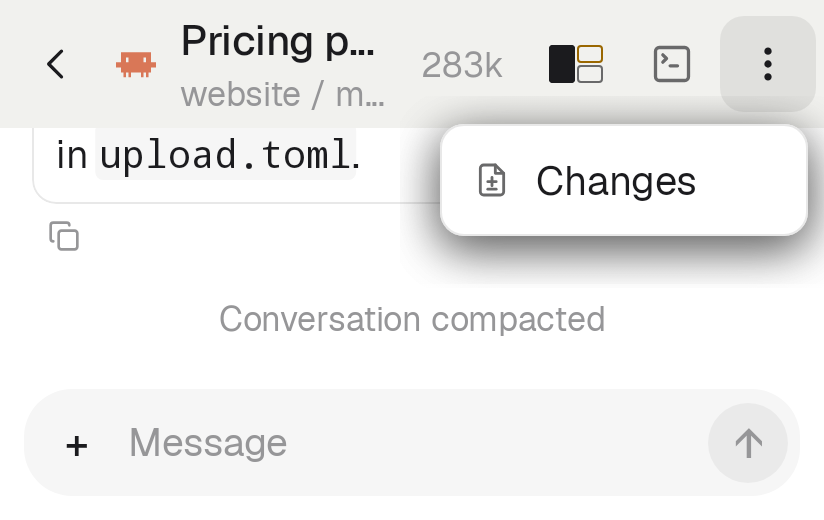 Pricing p...
website / m...
283k
in upload.toml.
Changes
Conversation compacted
Message